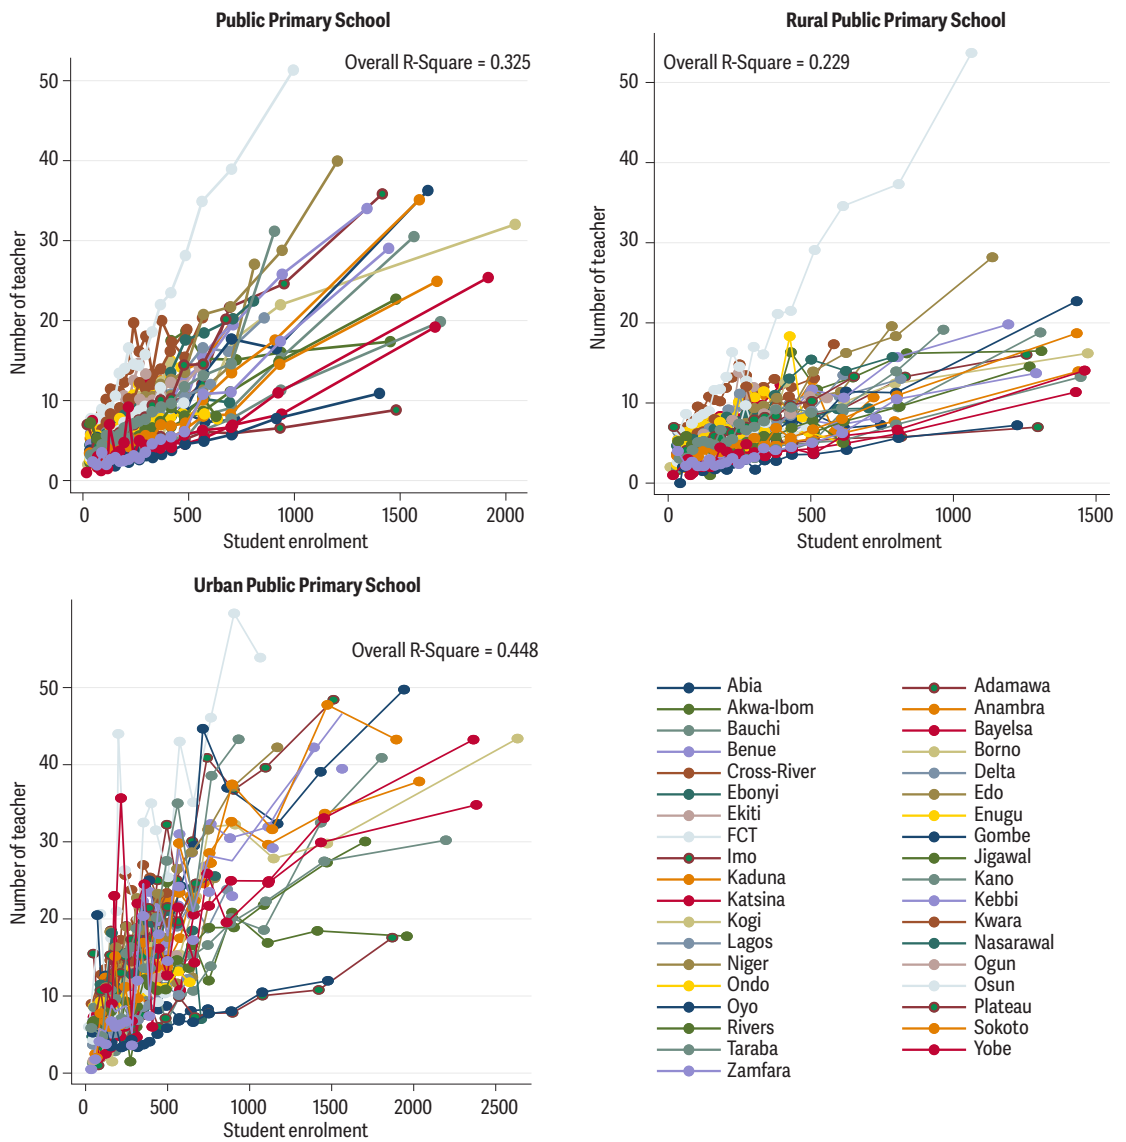 Public Primary School
Overall R-Square = 0.325
50
40
30
20
10
0
Number of teacher
0 500 1000 1500 2000
Student enrolment
Rural Public Primary School
Overall R-Square = 0.229
50
40
30
20
10
0
Number of teacher
0 500 1000 1500
Student enrolment
Urban Public Primary School
Overall R-Square = 0.448
50
40
30
20
10
0
Number of teacher
0 500 1000 1500 2000 2500
Student enrolment
Abia
Akwa-Ibom
Bauchi
Benue
Cross-River
Ebonyi
Ekiti
FCT
Imo
Kaduna
Katsina
Kogi
Lagos
Niger
Ondo
Oyo
Rivers
Taraba
Zamfara
Adamawa
Anambra
Bayelsa
Borno
Delta
Edo
Enugu
Gombe
Jigawal
Kano
Kebbi
Kwara
Nasarawal
Ogun
Osun
Plateau
Sokoto
Yobe